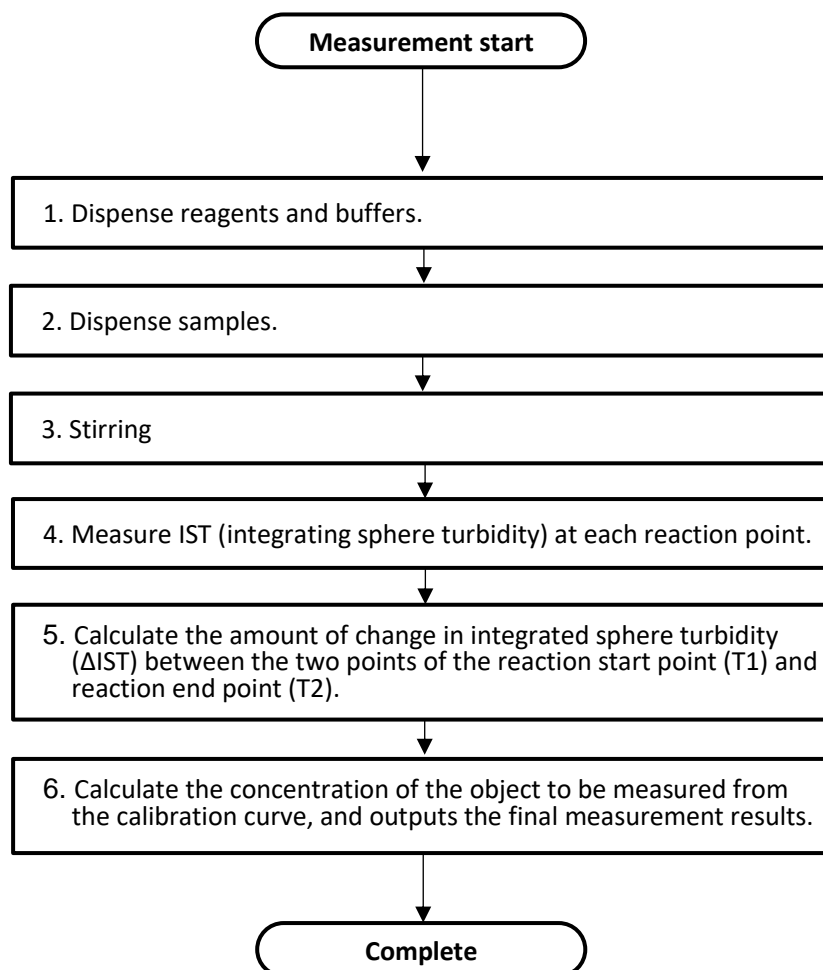 Measurement start
1. Dispense reagents and buffers.
2. Dispense samples.
3. Stirring
4. Measure IST (integrating sphere turbidity) at each reaction point.
5. Calculate the amount of change in integrated sphere turbidity
(ΔIST) between the two points of the reaction start point (T1) and
reaction end point (T2).
6. Calculate the concentration of the object to be measured from
the calibration curve, and outputs the final measurement results.
Complete